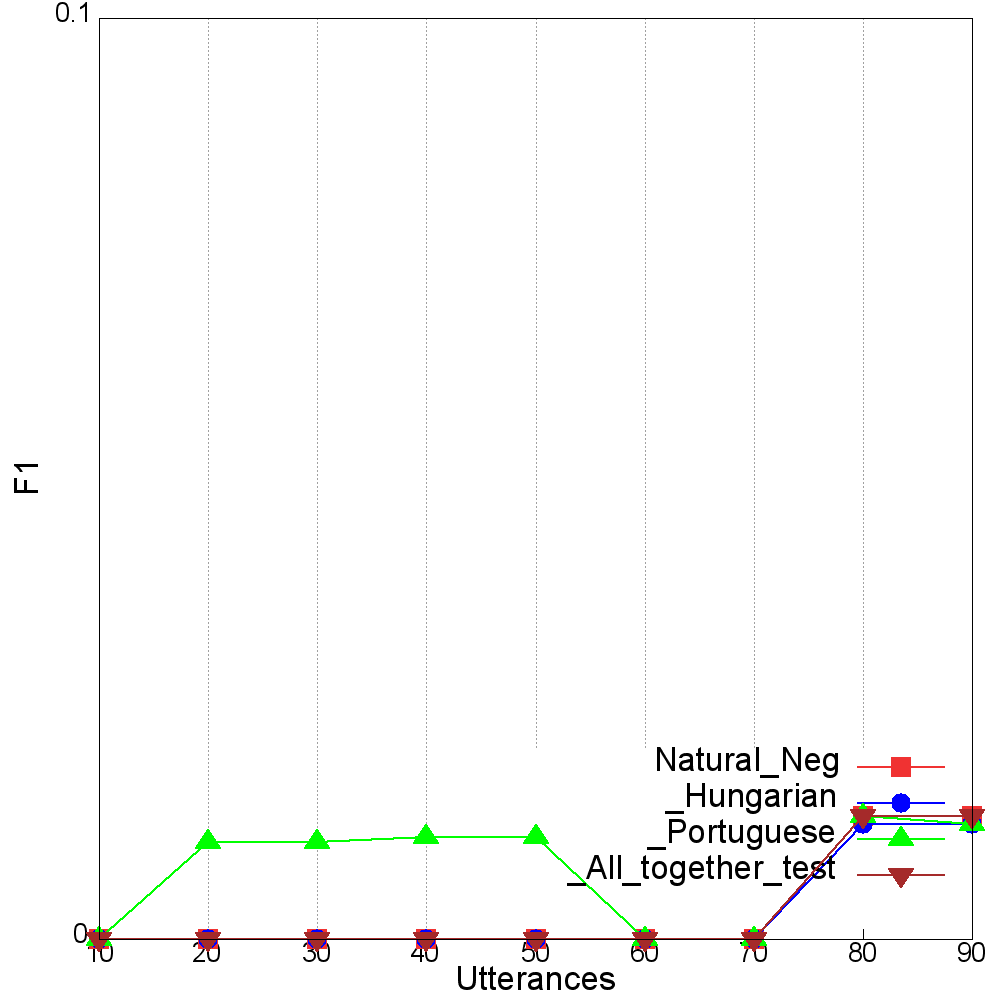 0.1
F1
Natural_Neg
_Hungarian
_Portuguese
_All_together_test
0
10 20 30 40 50 60 70 80 90
Utterances